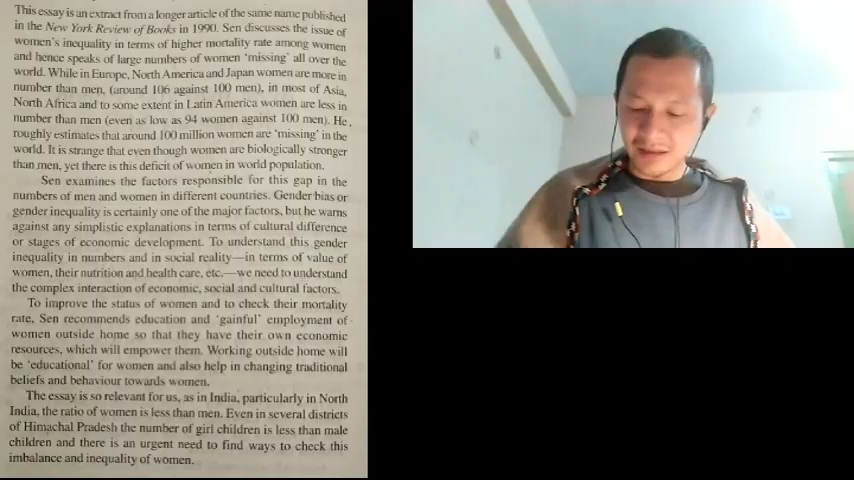 This essay is an extract from a longer article of the same name published
in the New York Review of Books in 1990. Sen discusses the issue of
women's inequality in terms of higher mortality rate among women
and hence speaks of large numbers of women 'missing' all over the
world. While in Europe, North America and Japan women are more in
number than men, (around 106 against 100 men), in most of Asia,
North Africa and to some extent in Latin America women are less in
number than men (even as low as 94 women against 100 men). He
roughly estimates that around 100 million women are 'missing' in the
world. It is strange that even though women are biologically stronger
than men, yet there is this deficit of women in world population.
Sen examines the factors responsible for this gap in the
numbers of men and women in different countries. Gender bias or
gender inequality is certainly one of the major factors, but he warns
against any simplistic explanations in terms of cultural difference
or stages of economic development. To understand this gender
inequality in numbers and in social reality—in terms of value of
women, their nutrition and health care, etc.—we need to understand
the complex interaction of economic, social and cultural factors.
To improve the status of women and to check their mortality
rate, Sen recommends education and 'gainful' employment of
women outside home so that they have their own economic
resources, which will empower them. Working outside home will
be 'educational' for women and also help in changing traditional
beliefs and behaviour towards women.
The essay is so relevant for us, as in India, particularly in North
India, the ratio of women is less than men. Even in several districts
of Himachal Pradesh the number of girl children is less than male
children and there is an urgent need to find ways to check this
imbalance and inequality of women.